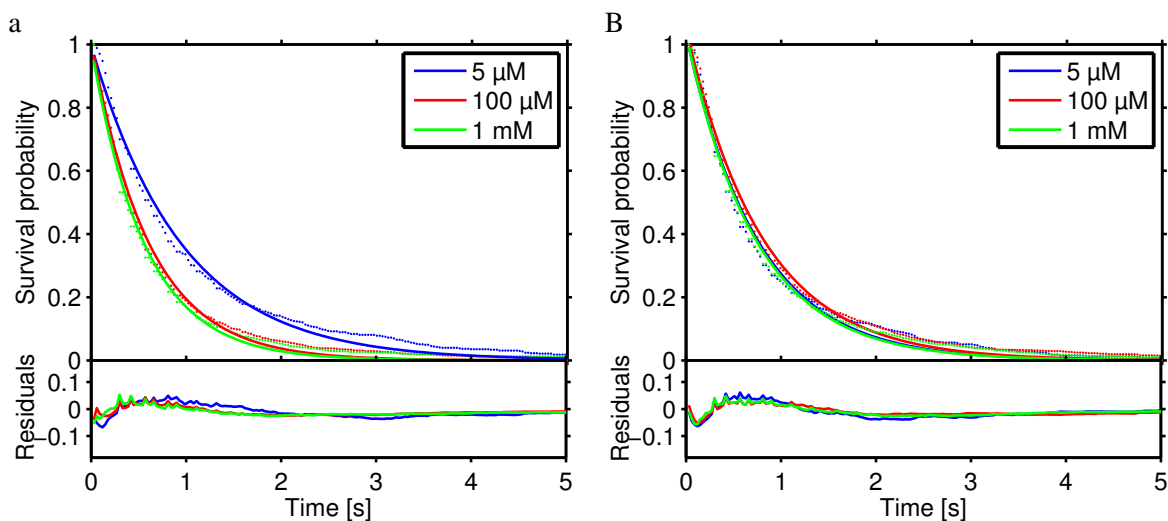 a
Survival probability
1
0.8
0.6
0.4
0.2
0
5 µM
100 µM
1 mM
Residuals
0.1
0
−0.1
0 1 2 3 4 5
Time [s]
B
Survival probability
1
0.8
0.6
0.4
0.2
0
5 µM
100 µM
1 mM
Residuals
0.1
0
−0.1
0 1 2 3 4 5
Time [s]